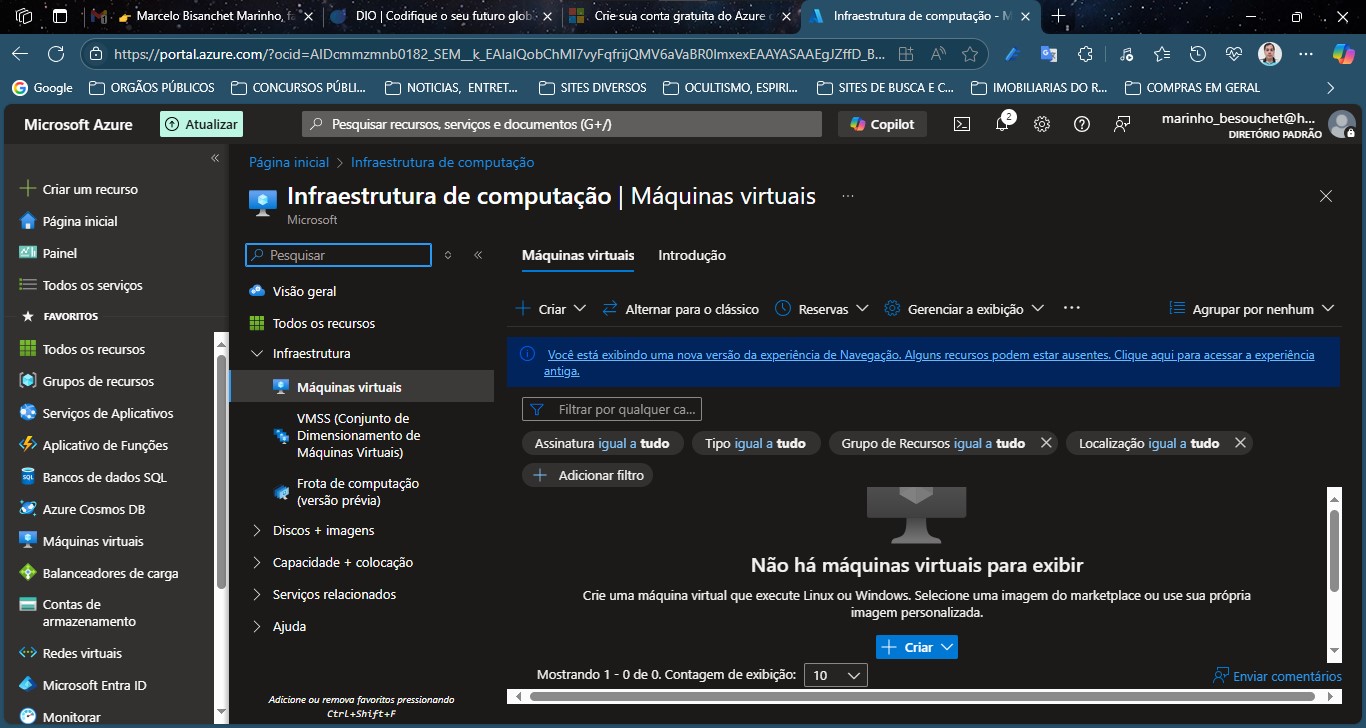 Marcelo Bisanchet Marinho, fa
DIO | Codifique o seu futuro glob
Crie sua conta gratuita do Azure o
Infraestrutura de computação - M
https://portal.azure.com/?ocid=AIDcmmzmnb0182_SEM__k_EAIaIQobChMI7vyFqfrijQMV6aVaBR0ImxexEAAYASAAEgJZffD_B...
Google
ORGÃOS PÚBLICOS
CONCURSOS PÚBLI...
NOTICIAS, ENTRET...
SITES DIVERSOS
OCULTISMO, ESPIRI...
SITES DE BUSCA E C...
IMOBILIARIAS DO R...
COMPRAS EM GERAL
Microsoft Azure
Atualizar
Pesquisar recursos, serviços e documentos (G+/)
Copilot
2
marinho_besouchet@h...
DIRETÓRIO PADRÃO
Criar um recurso
Página inicial
Painel
Todos os serviços
FAVORITOS
Todos os recursos
Grupos de recursos
Serviços de Aplicativos
Aplicativo de Funções
Bancos de dados SQL
Azure Cosmos DB
Máquinas virtuais
Balanceadores de carga
Contas de
armazenamento
Redes virtuais
Microsoft Entra ID
Monitorar
Página inicial > Infraestrutura de computação
Infraestrutura de computação | Máquinas virtuais ...
Microsoft
Pesquisar
Visão geral
Todos os recursos
Infraestrutura
Máquinas virtuais
VMSS (Conjunto de
Dimensionamento de
Máquinas Virtuais)
Frota de computação
(versão prévia)
Discos + imagens
Capacidade + colocação
Serviços relacionados
Ajuda
Adicione ou remova favoritos pressionando
Ctrl+Shift+F
Máquinas virtuais
Introdução
Criar
Alternar para o clássico
Reservas
Gerenciar a exibição
Agrupar por nenhum
Você está exibindo uma nova versão da experiência de Navegação. Alguns recursos podem estar ausentes. Clique aqui para acessar a experiência
antiga.
Filtrar por qualquer ca...
Assinatura igual a tudo
Tipo igual a tudo
Grupo de Recursos igual a tudo
Localização igual a tudo
Adicionar filtro
Não há máquinas virtuais para exibir
Crie uma máquina virtual que execute Linux ou Windows. Selecione uma imagem do marketplace ou use sua própria
imagem personalizada.
Criar
Mostrando 1 - 0 de 0. Contagem de exibição: 10
Enviar comentários